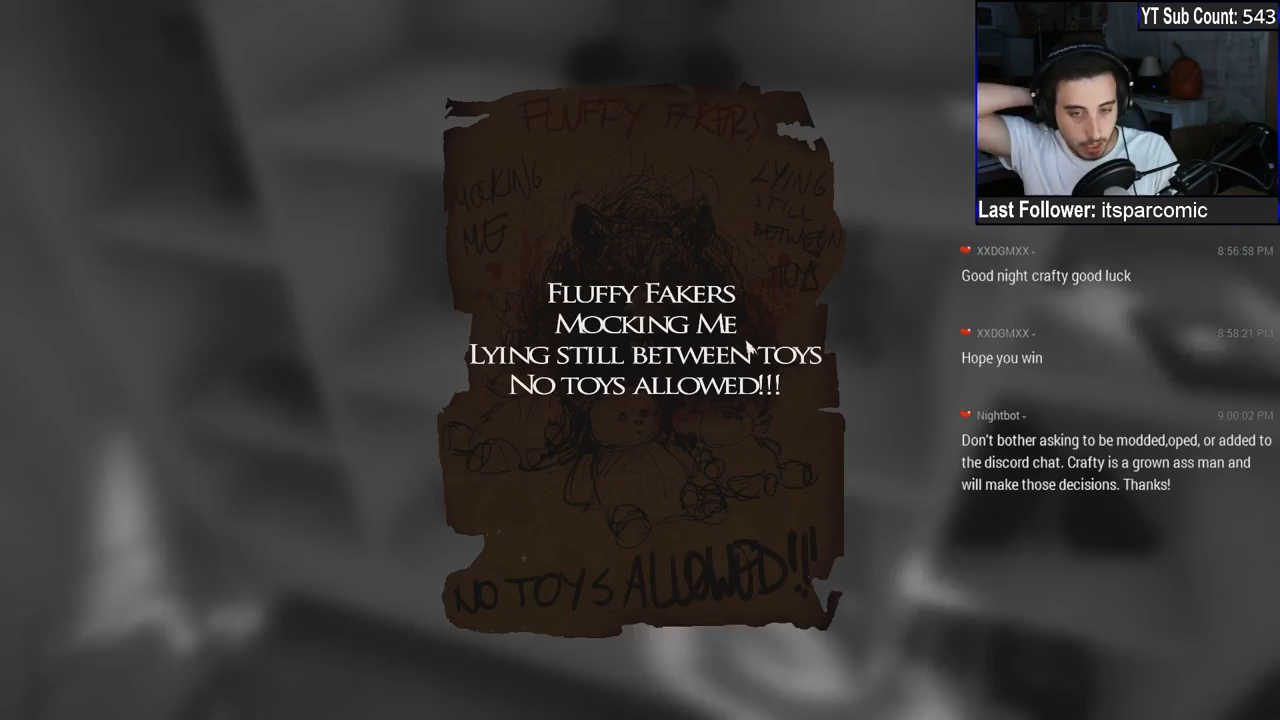 YT Sub Count: 543
Last Follower: itsparcomic
FLUFFY FAKERS
MOCKING
ME
LYING
STILL
BETWEEN
FLUFFY FAKERS
MOCKING ME
LYING STILL BETWEEN TOYS
NO TOYS ALLOWED!!!
NO TOYS ALLOWED!!!
XXDGMXX 8:56:58 PM
Good night crafty good luck
XXDGMXX 8:58:21 PM
Hope you win
Nightbot 9:00:02 PM
Don't bother asking to be modded,oped, or added to
the discord chat. Crafty is a grown ass man and
will make those decisions. Thanks!